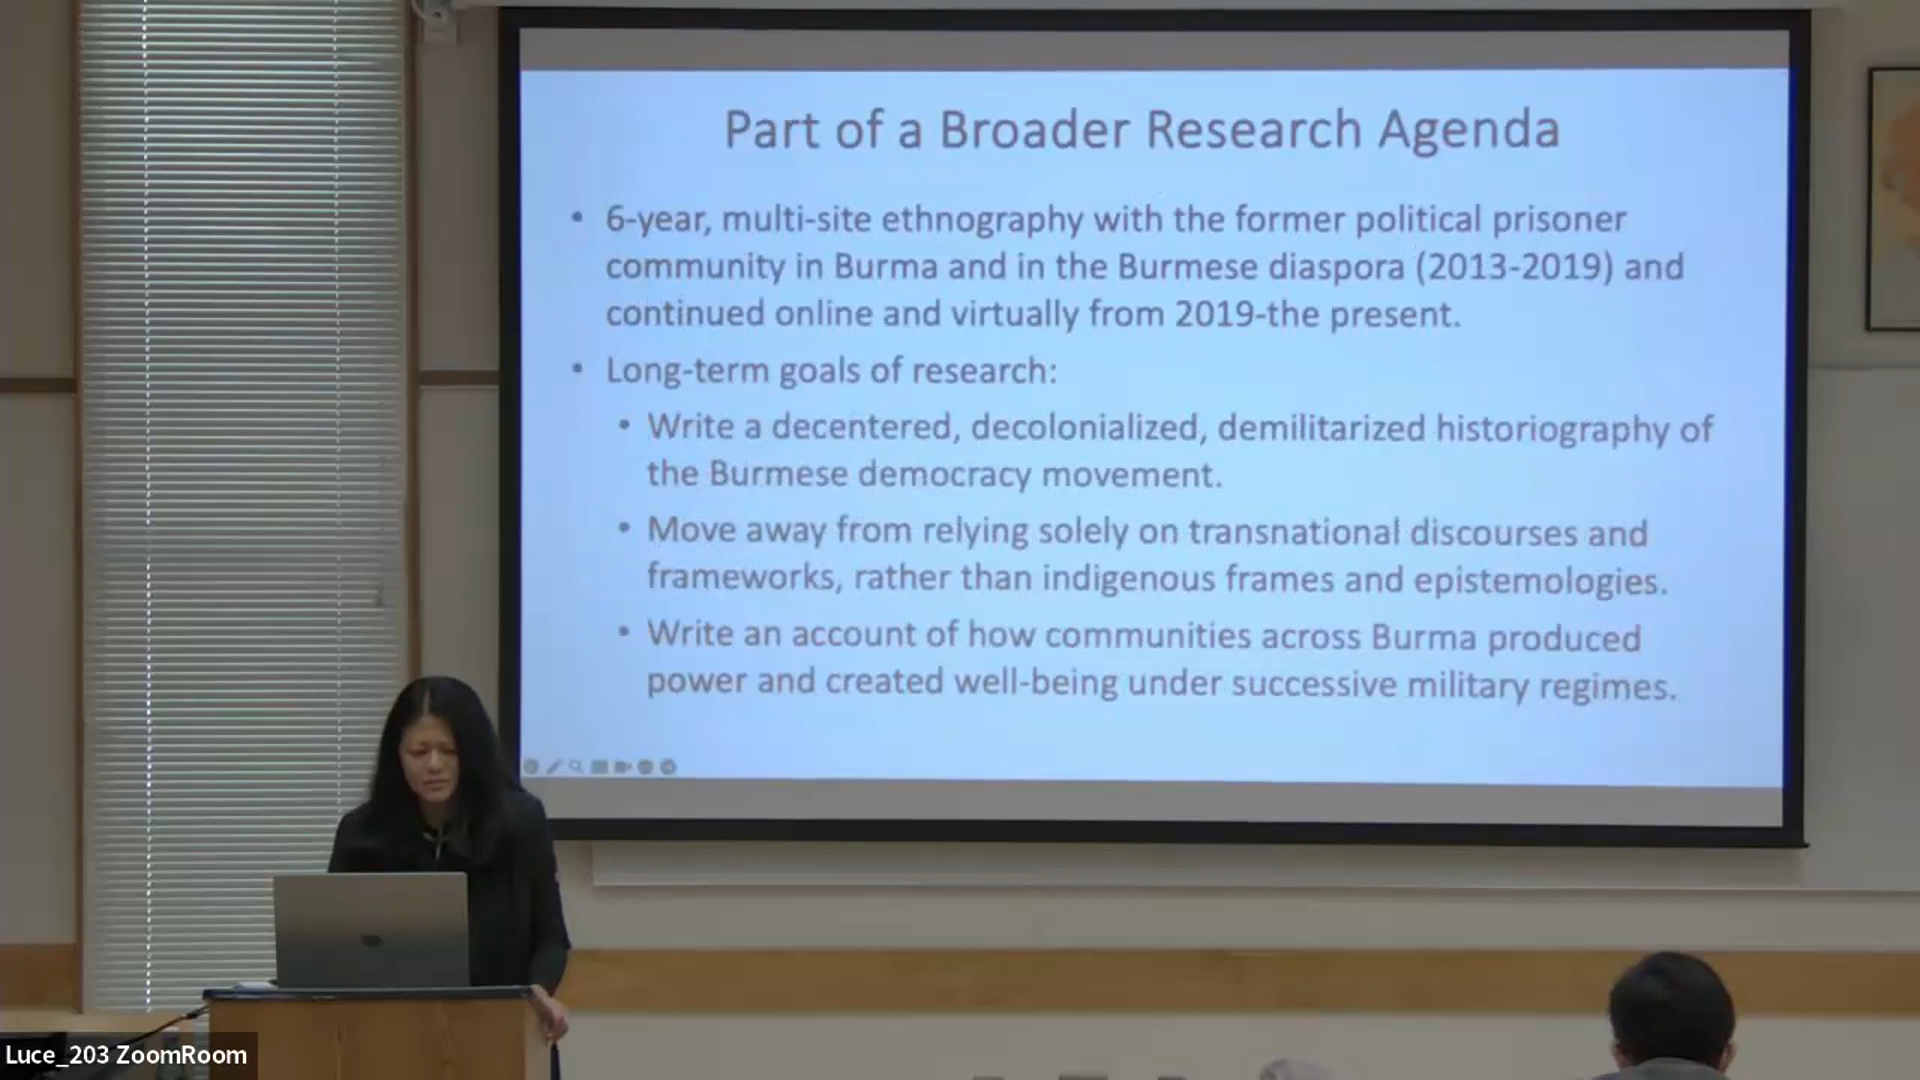 Part of a Broader Research Agenda
• 6-year, multi-site ethnography with the former political prisoner
community in Burma and in the Burmese diaspora (2013-2019) and
continued online and virtually from 2019-the present.
• Long-term goals of research:
• Write a decentered, decolonialized, demilitarized historiography of
the Burmese democracy movement.
• Move away from relying solely on transnational discourses and
frameworks, rather than indigenous frames and epistemologies.
• Write an account of how communities across Burma produced
power and created well-being under successive military regimes.
Luce_203 ZoomRoom